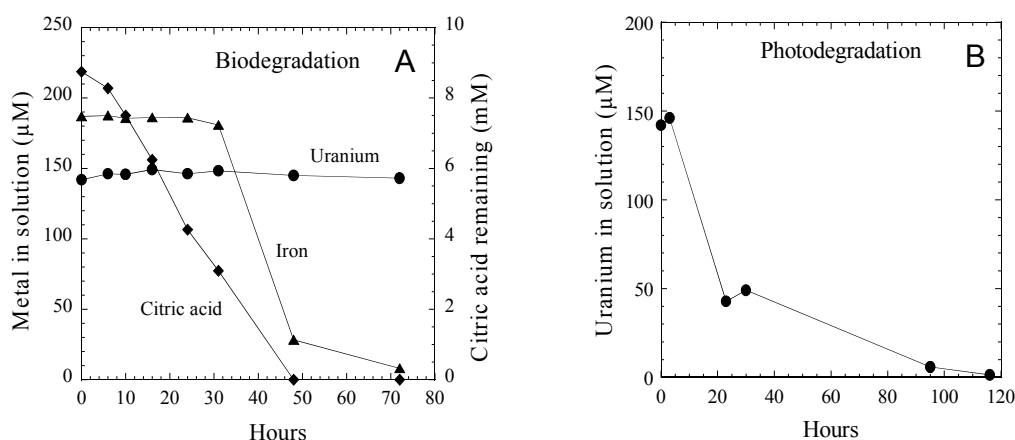 Biodegradation
A
Uranium
Iron
Citric acid
Metal in solution (µM)
250
200
150
100
50
0
Citric acid remaining (mM)
10
8
6
4
2
0
0 10 20 30 40 50 60 70 80
Hours
Photodegradation
B
Uranium in solution (µM)
200
150
100
50
0
0 20 40 60 80 100 120
Hours